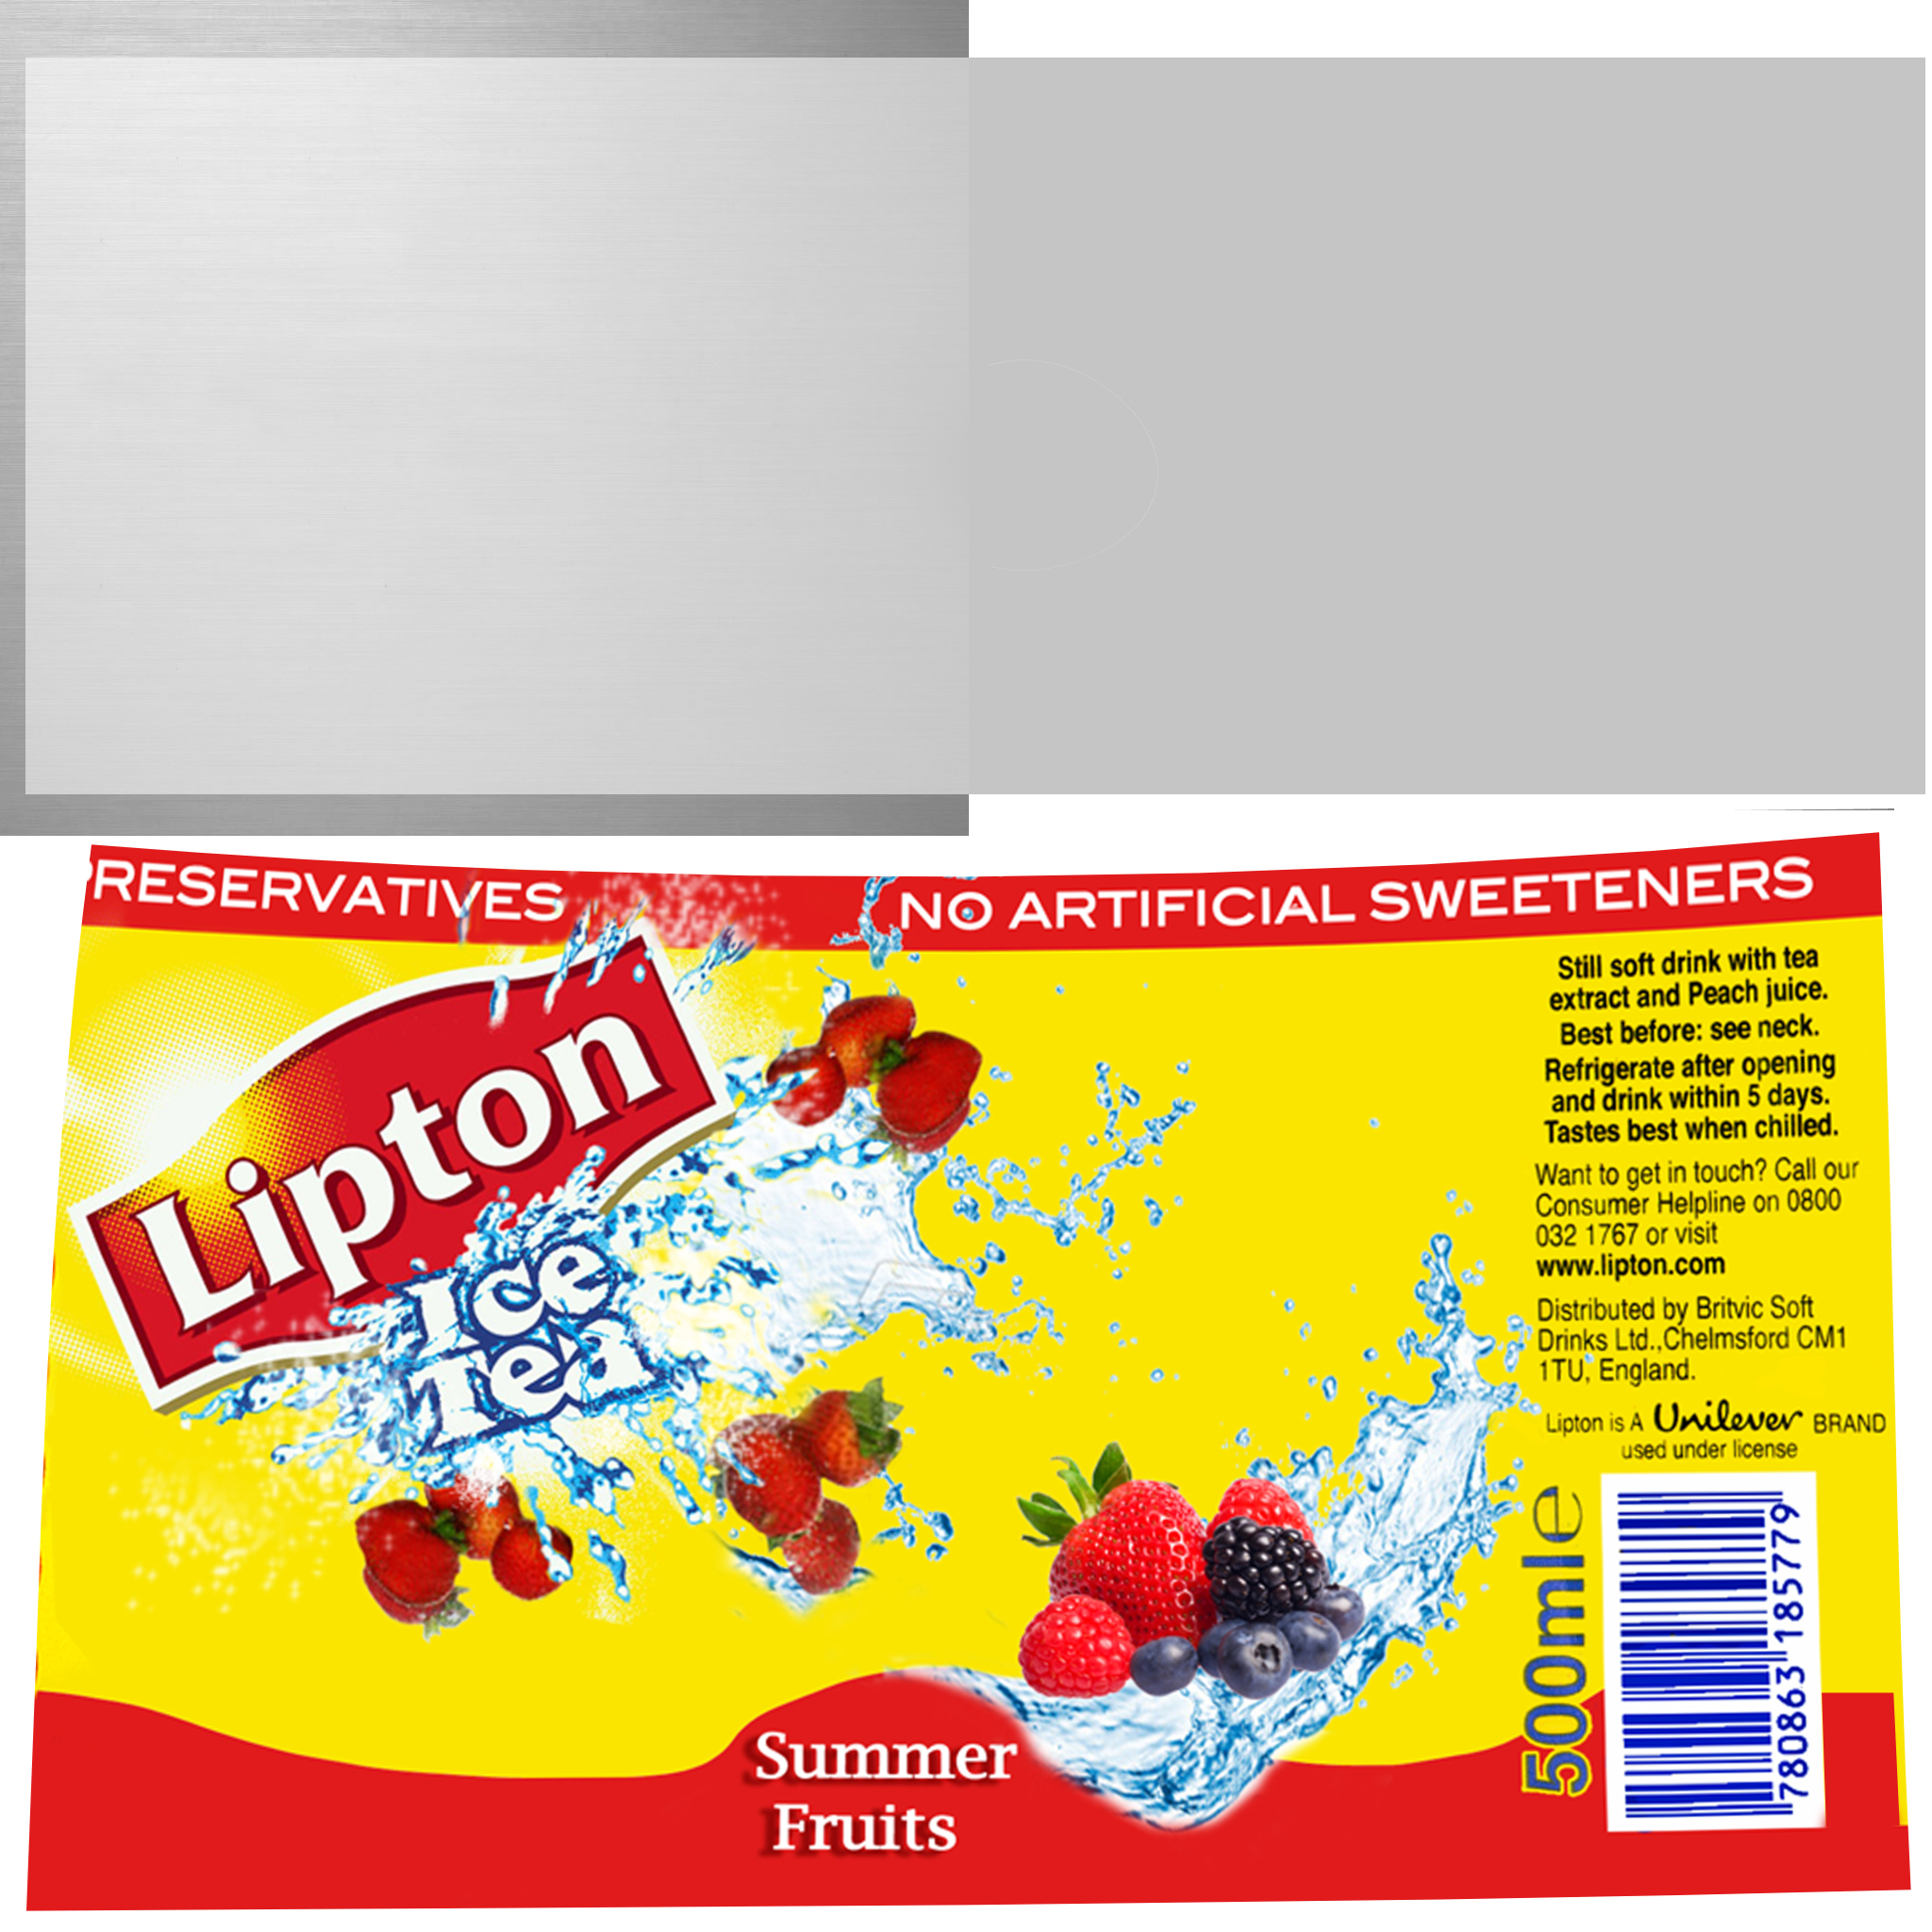 PRESERVATIVES
NO ARTIFICIAL SWEETENERS
Lipton
Ice
Tea
Summer
Fruits
Still soft drink with tea
extract and Peach juice.
Best before: see neck.
Refrigerate after opening
and drink within 5 days.
Tastes best when chilled.
Want to get in touch? Call our
Consumer Helpline on 0800
032 1767 or visit
www.lipton.com
Distributed by Britvic Soft
Drinks Ltd.,Chelmsford CM1
1TU, England.
Lipton is A Unilever BRAND
used under license
500mle
780863 185779